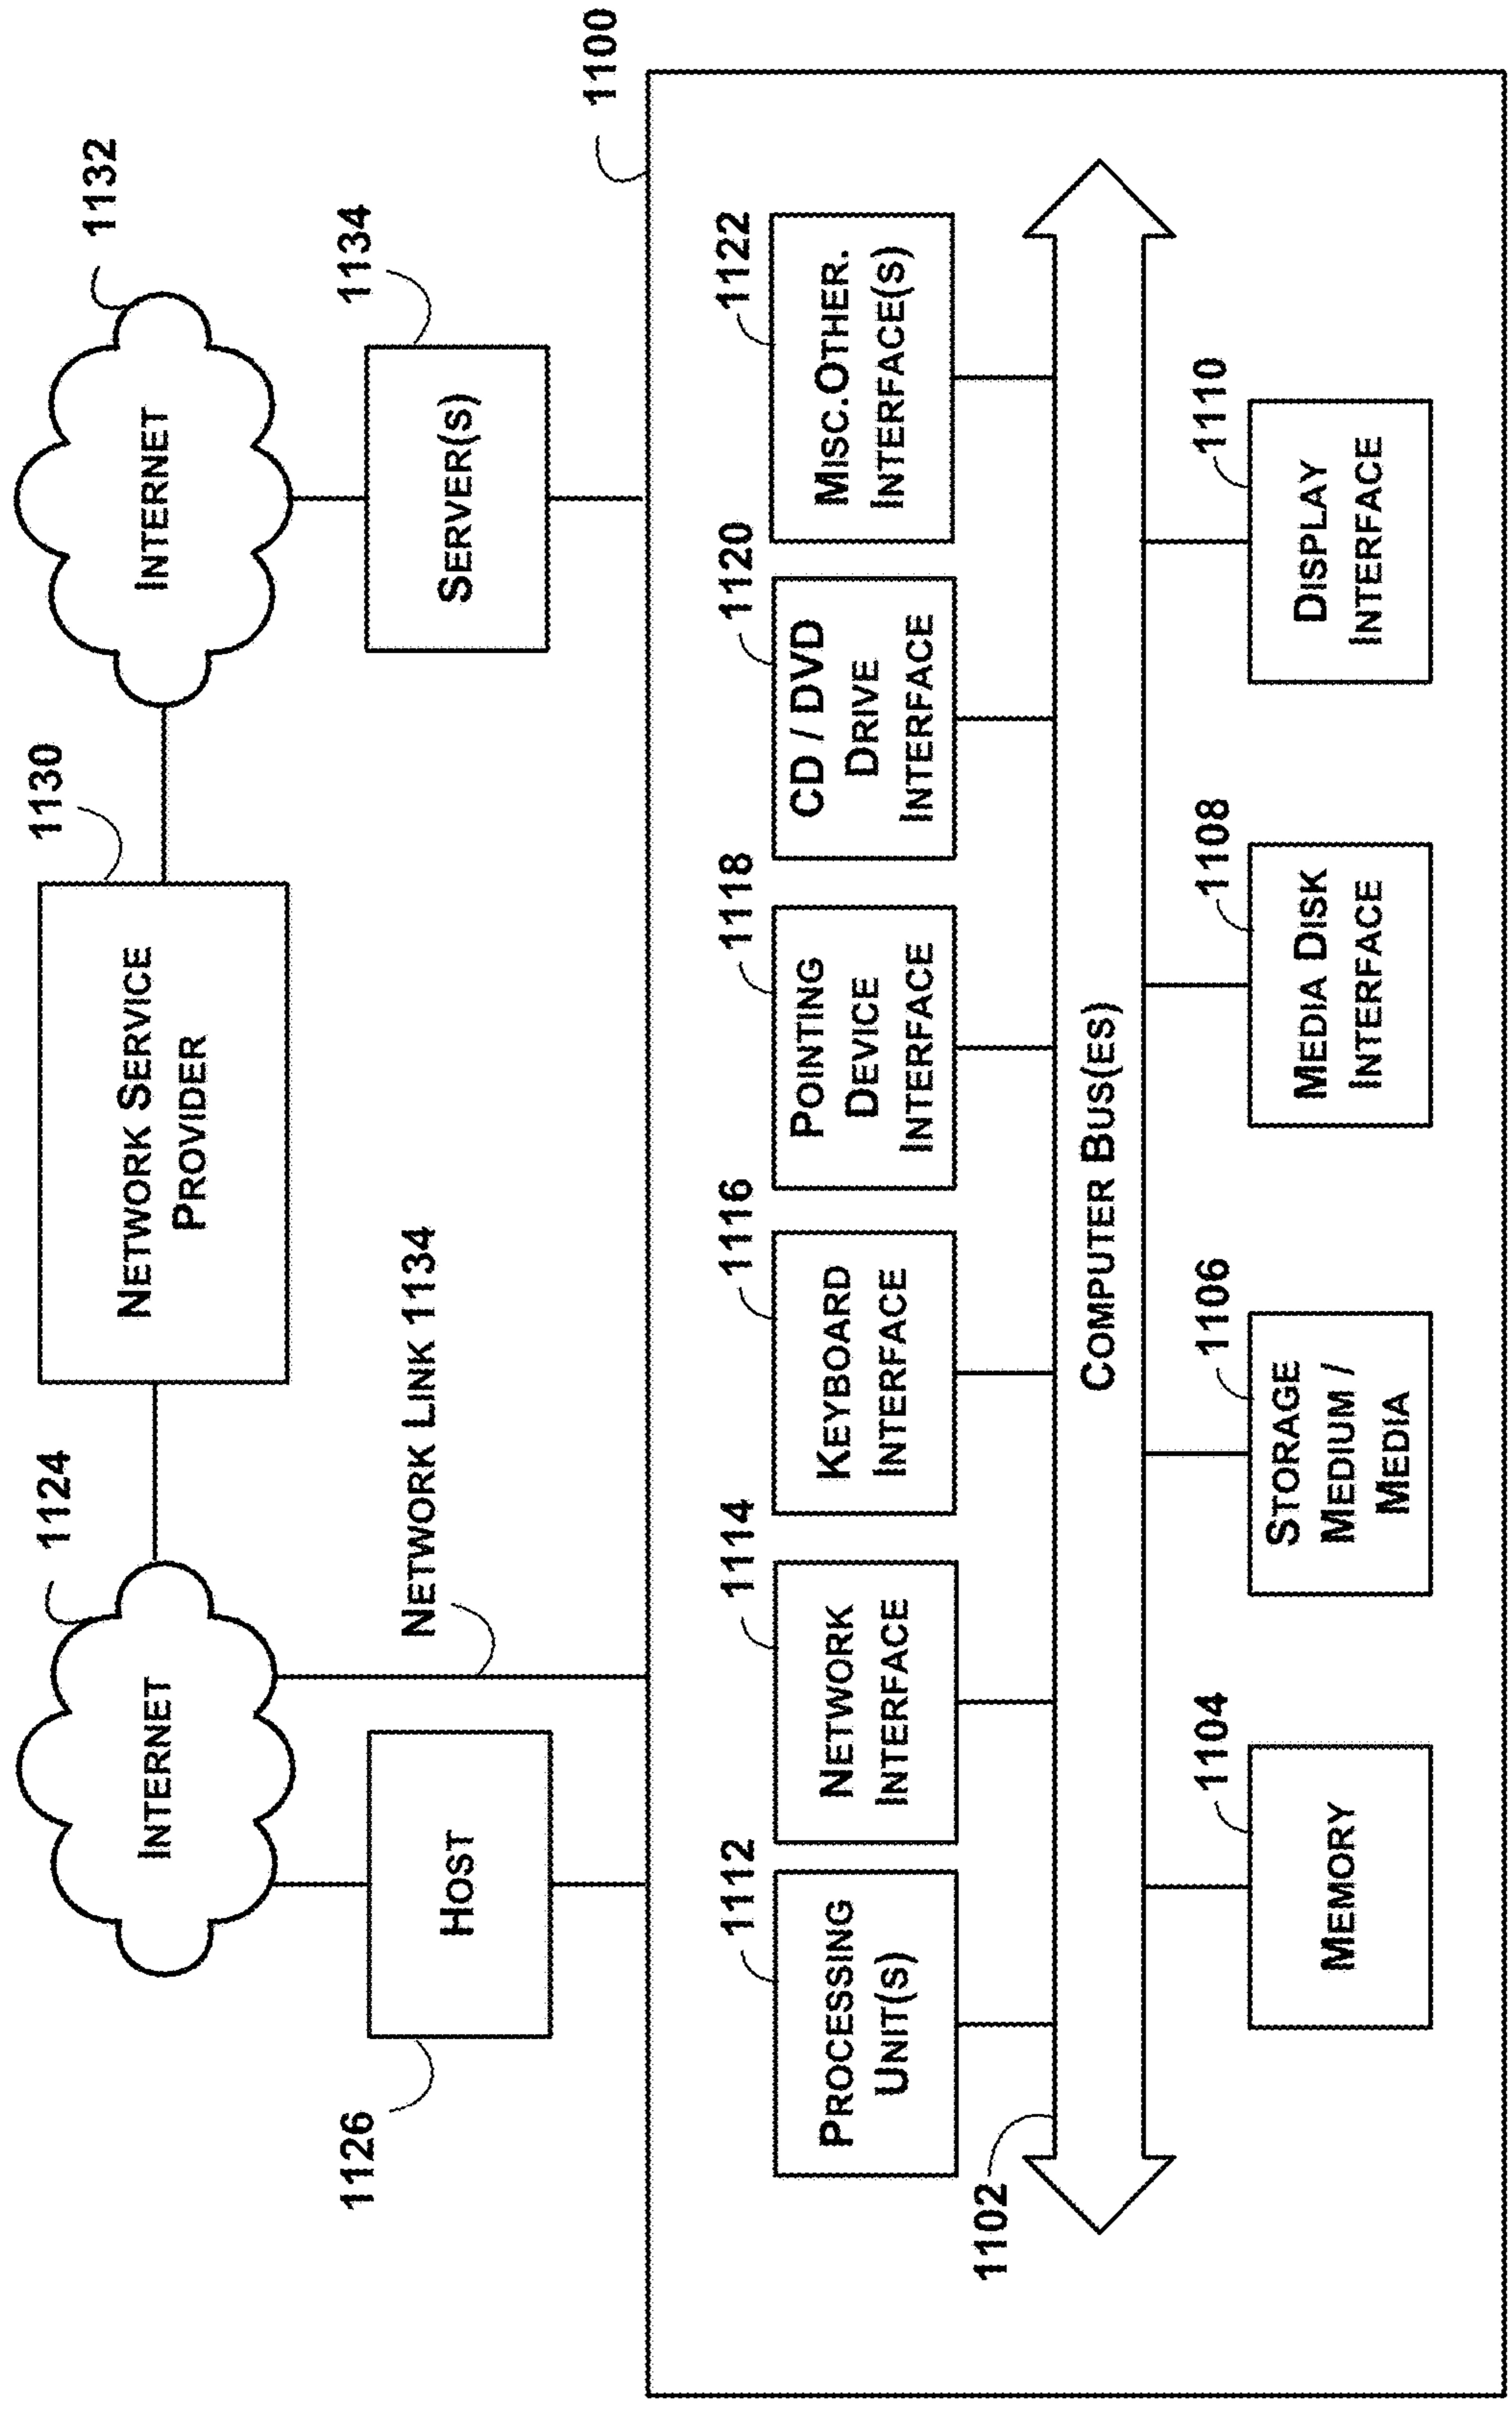 1124
1130
1132
INTERNET
NETWORK SERVICE
PROVIDER
INTERNET
1126
HOST
NETWORK LINK 1134
SERVER(S)
1134
1100
1112
1114
1116
1118
1120
1122
PROCESSING
UNIT(S)
NETWORK
INTERFACE
KEYBOARD
INTERFACE
POINTING
DEVICE
INTERFACE
CD / DVD
DRIVE
INTERFACE
MISC.OTHER.
INTERFACE(S)
1102
COMPUTER BUS(ES)
1104
1106
1108
1110
MEMORY
STORAGE
MEDIUM /
MEDIA
MEDIA DISK
INTERFACE
DISPLAY
INTERFACE